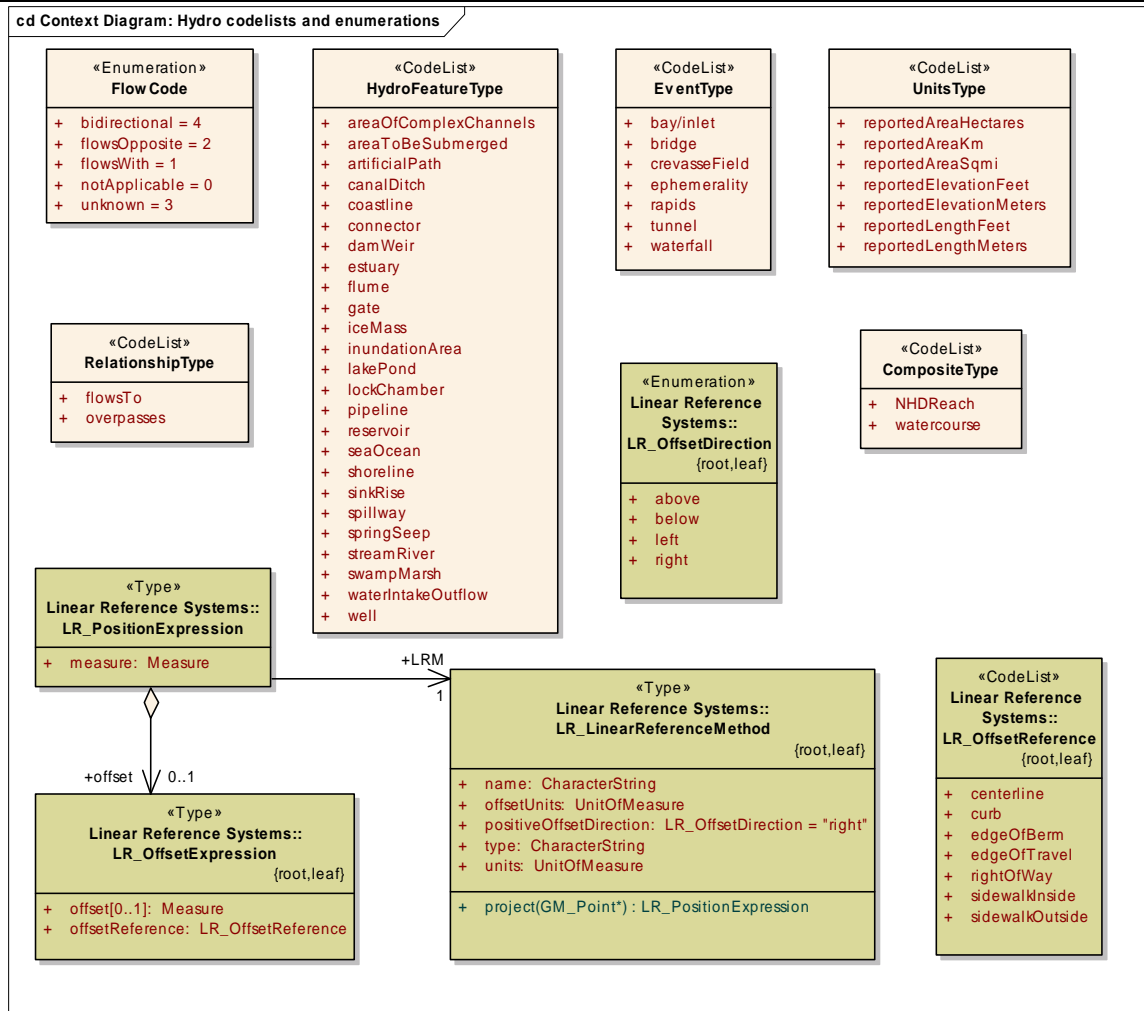 cd Context Diagram: Hydro codelists and enumerations
«Enumeration»
FlowCode
+ bidirectional = 4
+ flowsOpposite = 2
+ flowsWith = 1
+ notApplicable = 0
+ unknown = 3
«CodeList»
HydroFeatureType
+ areaOfComplexChannels
+ areaToBeSubmerged
+ artificialPath
+ canalDitch
+ coastline
+ connector
+ damWeir
+ estuary
+ flume
+ gate
+ iceMass
+ inundationArea
+ lakePond
+ lockChamber
+ pipeline
+ reservoir
+ seaOcean
+ shoreline
+ sinkRise
+ spillway
+ springSeep
+ streamRiver
+ swampMarsh
+ waterIntakeOutflow
+ well
«CodeList»
EventType
+ bay/inlet
+ bridge
+ crevasseField
+ ephemerality
+ rapids
+ tunnel
+ waterfall
«CodeList»
UnitsType
+ reportedAreaHectares
+ reportedAreaKm
+ reportedAreaSqmi
+ reportedElevationFeet
+ reportedElevationMeters
+ reportedLengthFeet
+ reportedLengthMeters
«CodeList»
RelationshipType
+ flowsTo
+ overpasses
«Enumeration»
Linear Reference
Systems::
LR_OffsetDirection
{root,leaf}
+ above
+ below
+ left
+ right
«CodeList»
CompositeType
+ NHDReach
+ watercourse
«Type»
Linear Reference Systems::
LR_PositionExpression
+ measure: Measure
+LRM
1
+offset 0..1
«Type»
Linear Reference Systems::
LR_OffsetExpression
{root,leaf}
+ offset[0..1]: Measure
+ offsetReference: LR_OffsetReference
«Type»
Linear Reference Systems::
LR_LinearReferenceMethod
{root,leaf}
+ name: CharacterString
+ offsetUnits: UnitOfMeasure
+ positiveOffsetDirection: LR_OffsetDirection = "right"
+ type: CharacterString
+ units: UnitOfMeasure
+ project(GM_Point*) : LR_PositionExpression
«CodeList»
Linear Reference
Systems::
LR_OffsetReference
{root,leaf}
+ centerline
+ curb
+ edgeOfBerm
+ edgeOfTravel
+ rightOfWay
+ sidewalkInside
+ sidewalkOutside